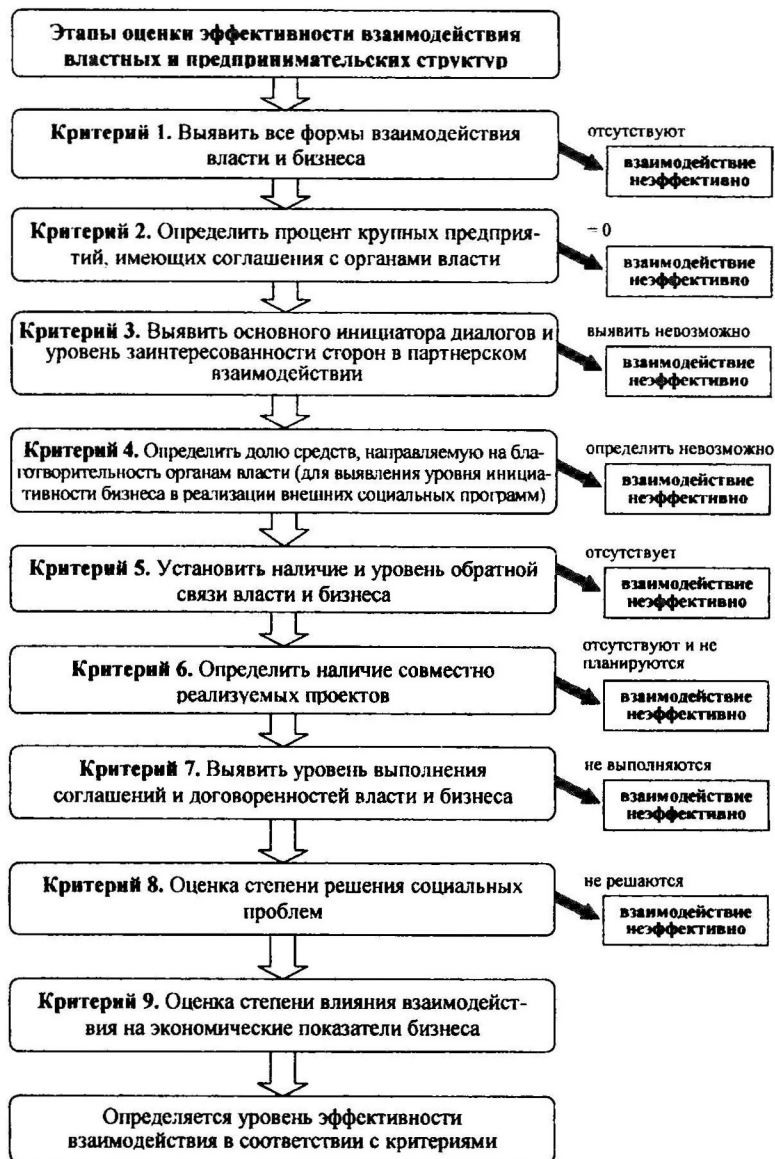 Этапы оценки эффективности взаимодействия
властных и предпринимательских структур
Критерий 1. Выявить все формы взаимодействия
власти и бизнеса
отсутствуют
взаимодействие
неэффективно
Критерий 2. Определить процент крупных предприя-
тий, имеющих соглашения с органами власти
= 0
взаимодействие
неэффективно
Критерий 3. Выявить основного инициатора диалогов и
уровень заинтересованности сторон в партнерском
взаимодействии
выявить невозможно
взаимодействие
неэффективно
Критерий 4. Определить долю средств, направляемую на бла-
готворительность органам власти (для выявления уровня инициа-
тивности бизнеса в реализации внешних социальных программ)
определить невозможно
взаимодействие
неэффективно
Критерий 5. Установить наличие и уровень обратной
связи власти и бизнеса
отсутствует
взаимодействие
неэффективно
Критерий 6. Определить наличие совместно
реализуемых проектов
отсутствуют и не
планируются
взаимодействие
неэффективно
Критерий 7. Выявить уровень выполнения
соглашений и договоренностей власти и бизнеса
не выполняются
взаимодействие
неэффективно
Критерий 8. Оценка степени решения социальных
проблем
не решаются
взаимодействие
неэффективно
Критерий 9. Оценка степени влияния взаимодейст-
вия на экономические показатели бизнеса
Определяется уровень эффективности
взаимодействия в соответствии с критериями